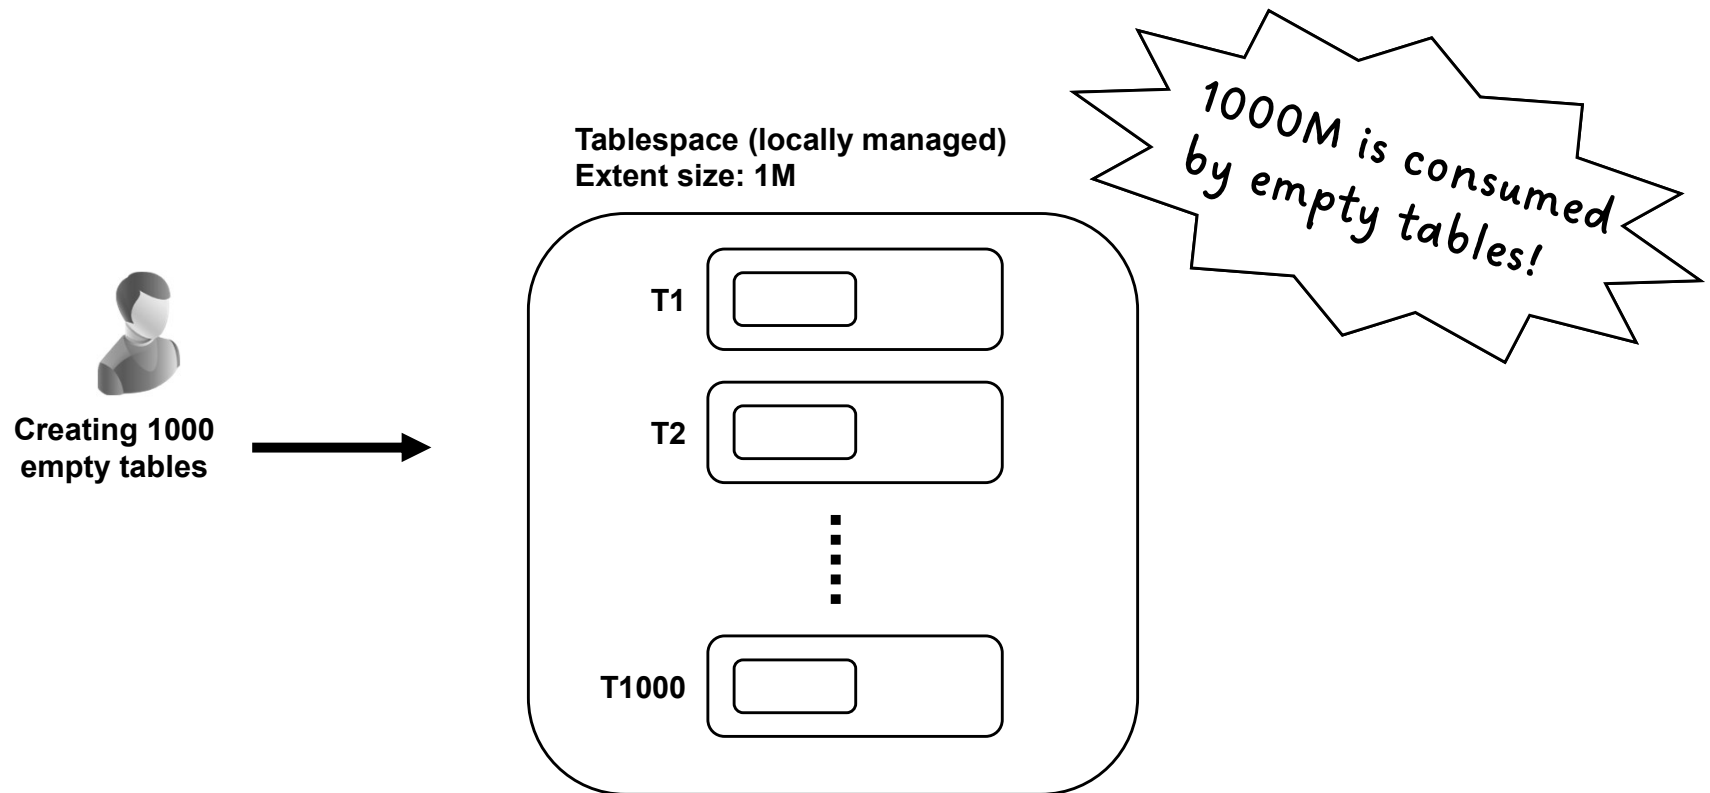 1000M is consumed
by empty tables!
Tablespace (locally managed)
Extent size: 1M
T1
T2
T1000
Creating 1000
empty tables